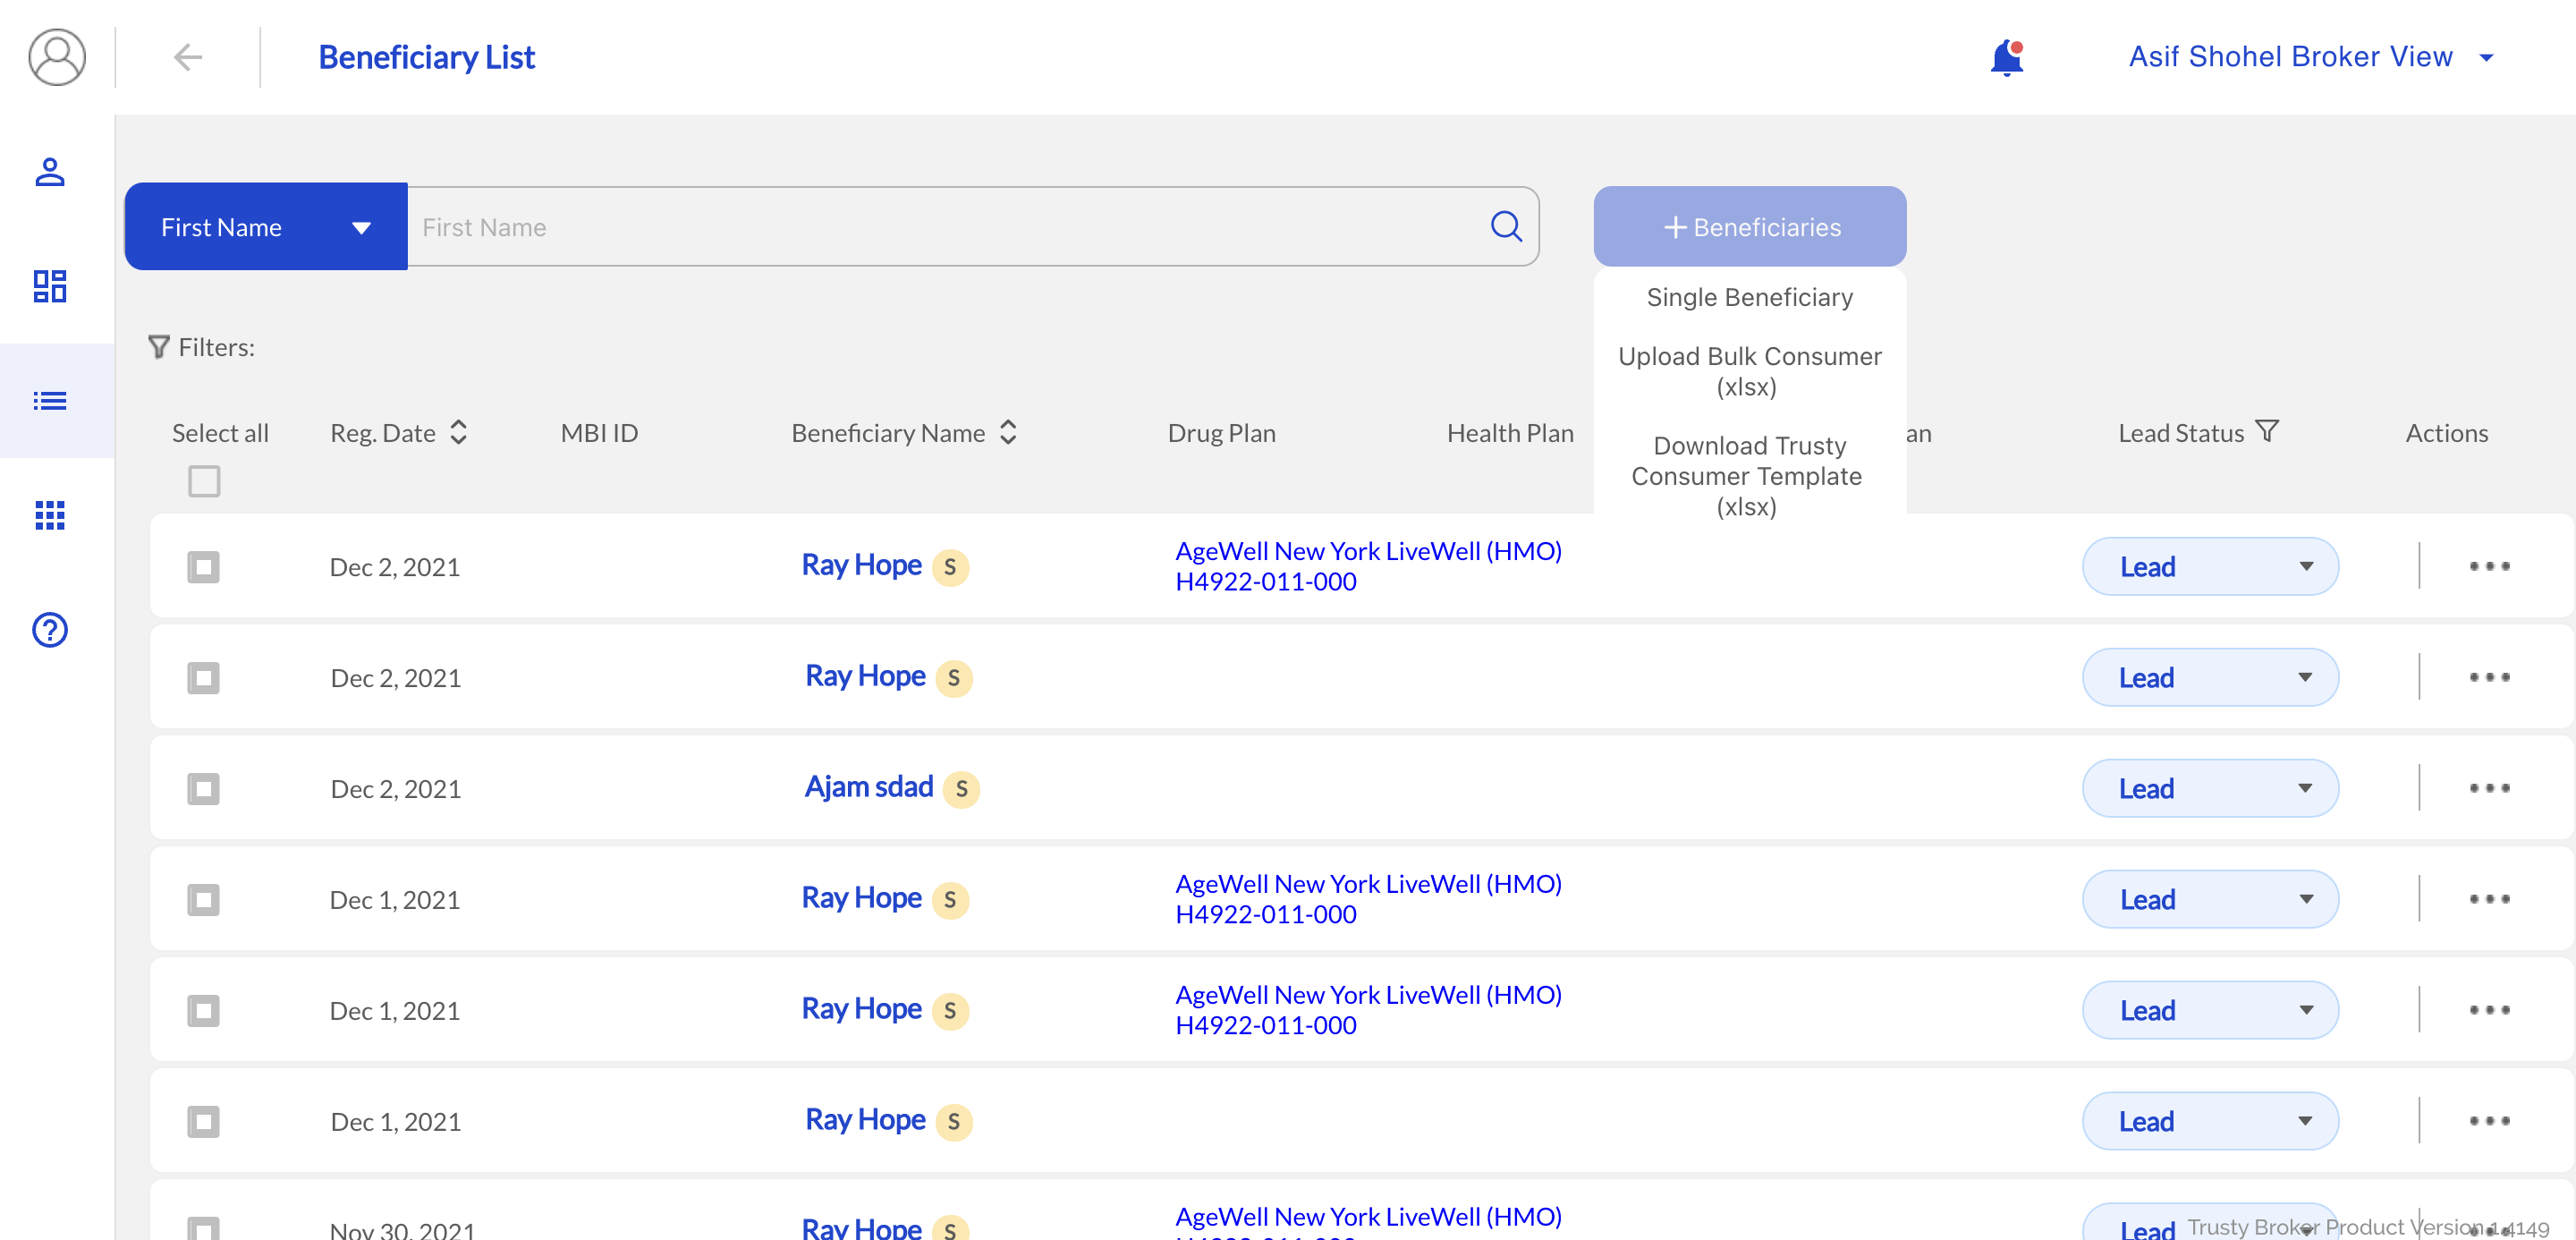 Beneficiary List
Asif Shohel Broker View
First Name
First Name
+ Beneficiaries
Single Beneficiary
Upload Bulk Consumer
(xlsx)
Download Trusty
Consumer Template
(xlsx)
Filters:
Select all
Reg. Date
MBI ID
Beneficiary Name
Drug Plan
Health Plan
an
Lead Status
Actions
Dec 2, 2021
Ray Hope S
AgeWell New York LiveWell (HMO)
H4922-011-000
Lead
Dec 2, 2021
Ray Hope S
Lead
Dec 2, 2021
Ajam sdad S
Lead
Dec 1, 2021
Ray Hope S
AgeWell New York LiveWell (HMO)
H4922-011-000
Lead
Dec 1, 2021
Ray Hope S
AgeWell New York LiveWell (HMO)
H4922-011-000
Lead
Dec 1, 2021
Ray Hope S
Lead
Nov 30, 2021
Ray Hope S
AgeWell New York LiveWell (HMO)
Lead
Trusty Broker Product Version 1.4149